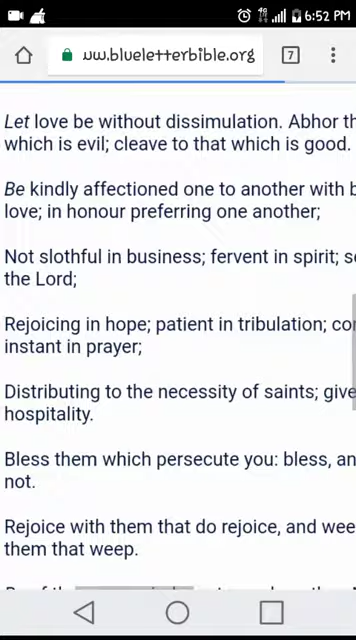 6:52 PM
ww.blueletterbible.org
7
Let love be without dissimulation. Abhor th
which is evil; cleave to that which is good.
Be kindly affectioned one to another with b
love; in honour preferring one another;
Not slothful in business; fervent in spirit; se
the Lord;
Rejoicing in hope; patient in tribulation; co
instant in prayer;
Distributing to the necessity of saints; give
hospitality.
Bless them which persecute you: bless, an
not.
Rejoice with them that do rejoice, and wee
them that weep.